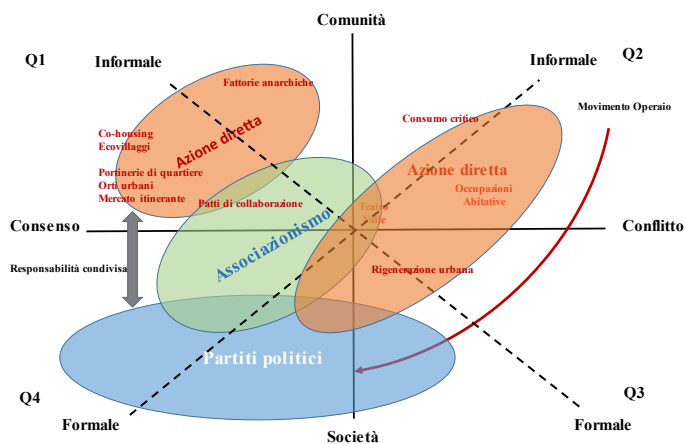 Comunità
Q1
Informale
Informale
Q2
Fattorie anarchiche
Movimento Operaio
Consumo critico
Co-housing
Ecovillaggi
Azione diretta
Azione diretta
Portinerie di quartiere
Orti urbani
Mercato itinerante
Occupazioni
Abitative
Patti di collaborazione
Teatro
Valle
Consenso
Associazionismo
Conflitto
Responsabilità condivisa
Rigenerazione urbana
Partiti politici
Q4
Q3
Formale
Formale
Società